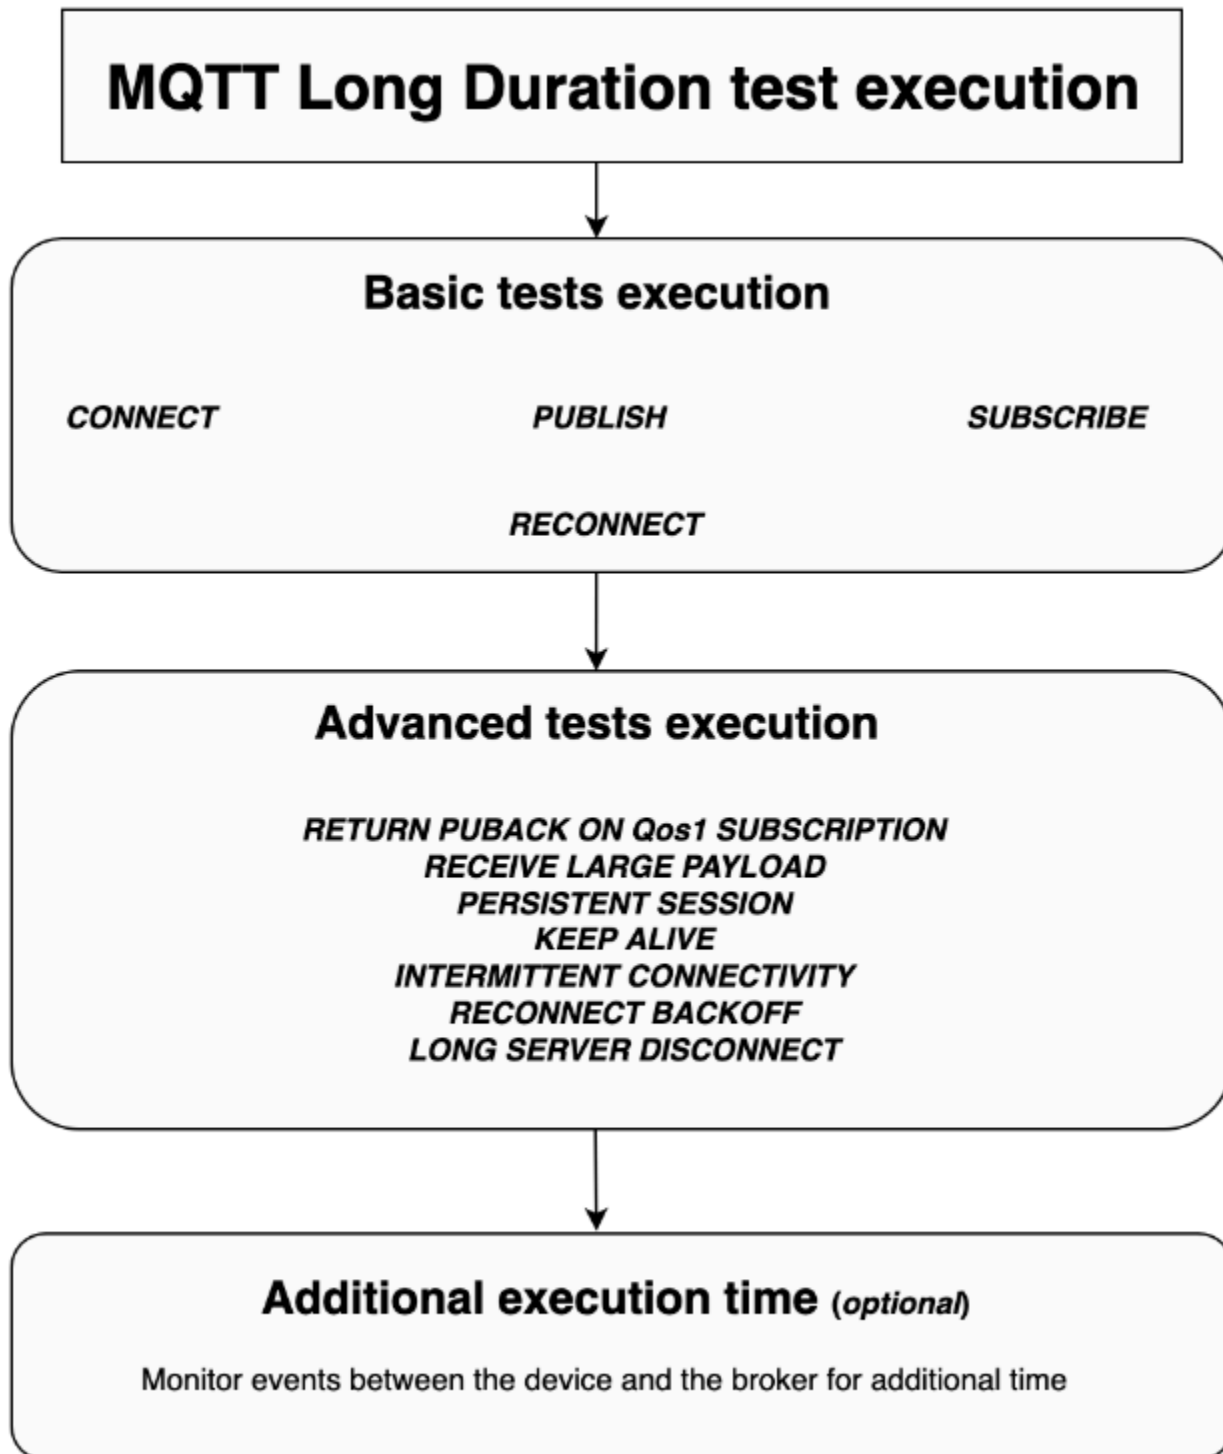 MQTT Long Duration test execution
Basic tests execution
CONNECT PUBLISH SUBSCRIBE
RECONNECT
Advanced tests execution
RETURN PUBACK ON Qos1 SUBSCRIPTION
RECEIVE LARGE PAYLOAD
PERSISTENT SESSION
KEEP ALIVE
INTERMITTENT CONNECTIVITY
RECONNECT BACKOFF
LONG SERVER DISCONNECT
Additional execution time (optional)
Monitor events between the device and the broker for additional time